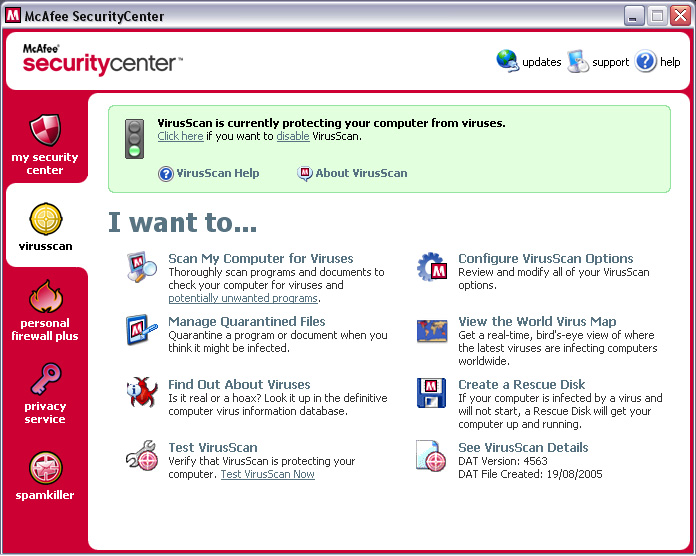 McAfee SecurityCenter
McAfee®
securitycenter™
updates
support
help
my security
center
virusscan
personal
firewall plus
privacy
service
spamkiller
VirusScan is currently protecting your computer from viruses.
Click here if you want to disable VirusScan.
VirusScan Help
About VirusScan
I want to...
Scan My Computer for Viruses
Thoroughly scan programs and documents to
check your computer for viruses and
potentially unwanted programs.
Configure VirusScan Options
Review and modify all of your VirusScan
options.
Manage Quarantined Files
Quarantine a program or document when you
think it might be infected.
View the World Virus Map
Get a real-time, bird's-eye view of where
the latest viruses are infecting computers
worldwide.
Find Out About Viruses
Is it real or a hoax? Look it up in the definitive
computer virus information database.
Create a Rescue Disk
If your computer is infected by a virus and
will not start, a Rescue Disk will get your
computer up and running.
Test VirusScan
Verify that VirusScan is protecting your
computer. Test VirusScan Now
See VirusScan Details
DAT Version: 4563
DAT File Created: 19/08/2005